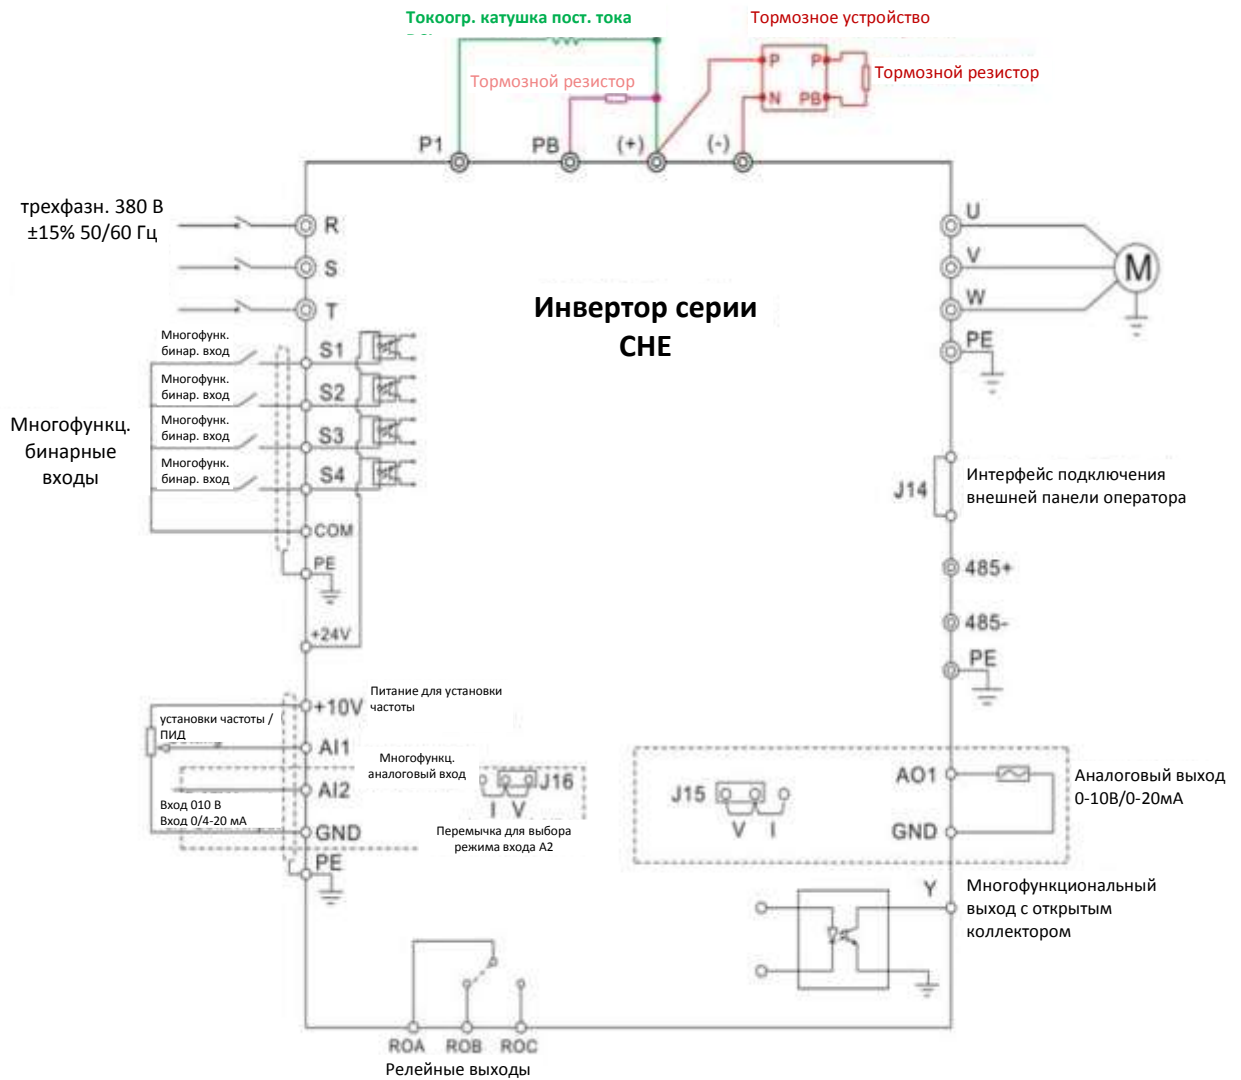 Токоогр. катушка пост. тока
Тормозное устройство
Тормозной резистор
P
P
N
PB
Тормозной резистор
P1
PB
(+)
(-)
трехфазн. 380 В
±15% 50/60 Гц
R
S
T
U
V
W
PE
M
Инвертор серии
CHE
Многофунк.
бинар. вход
S1
Многофунк.
бинар. вход
S2
Многофунк.
бинар. вход
S3
Многофунк.
бинар. вход
S4
Многофункц.
бинарные
входы
COM
PE
+24V
J14
Интерфейс подключения
внешней панели оператора
485+
485-
PE
+10V
Питание для установки
частоты
установки частоты /
ПИД
AI1
Многофункц.
аналоговый вход
AI2
J16
I V
Вход 010 В
Вход 0/4-20 мА
GND
Перемычка для выбора
режима входа А2
PE
J15
V I
AO1
GND
Аналоговый выход
0-10В/0-20мА
Y
Многофункциональный
выход с открытым
коллектором
ROA
ROB
ROC
Релейные выходы